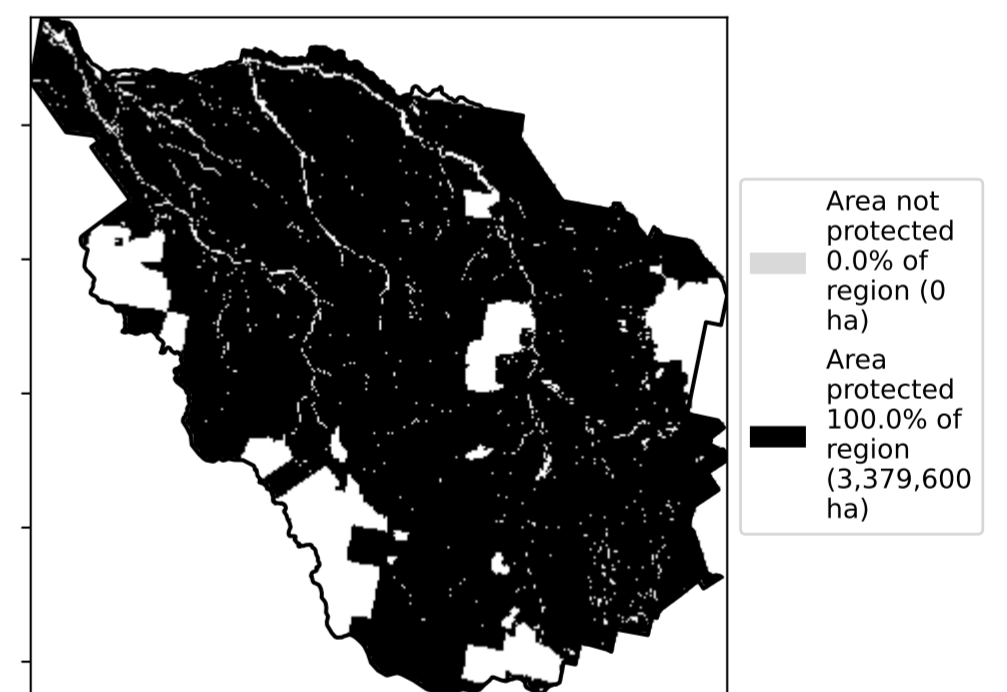 Area not
protected
0.0% of
region (0
ha)
Area
protected
100.0% of
region
(3,379,600
ha)